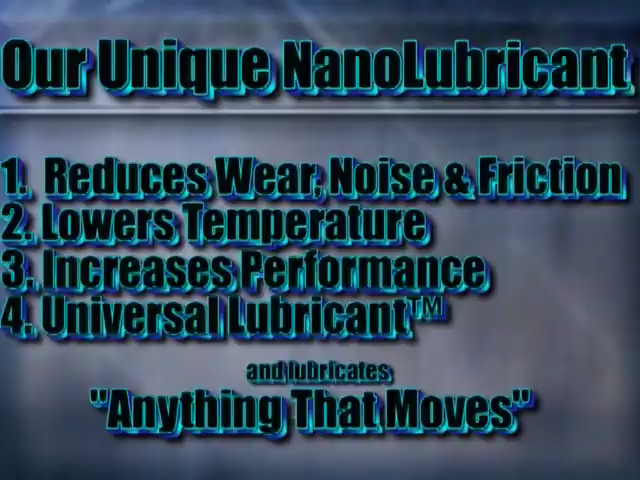 Our Unique NanoLubricant
1. Reduces Wear, Noise & Friction
2. Lowers Temperature
3. Increases Performance
4. Universal Lubricant™
and lubricates
"Anything That Moves"